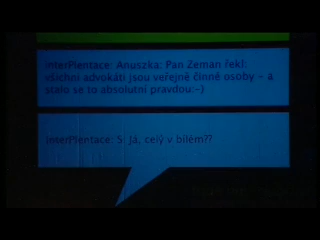 InterPlentace: Anuszka: Pan Zeman řekl:
všichni advokáti jsou veřejně činné osoby - a
stalo se to absolutní pravdou:-)
InterPlentace: S: Já, celý v bílém??